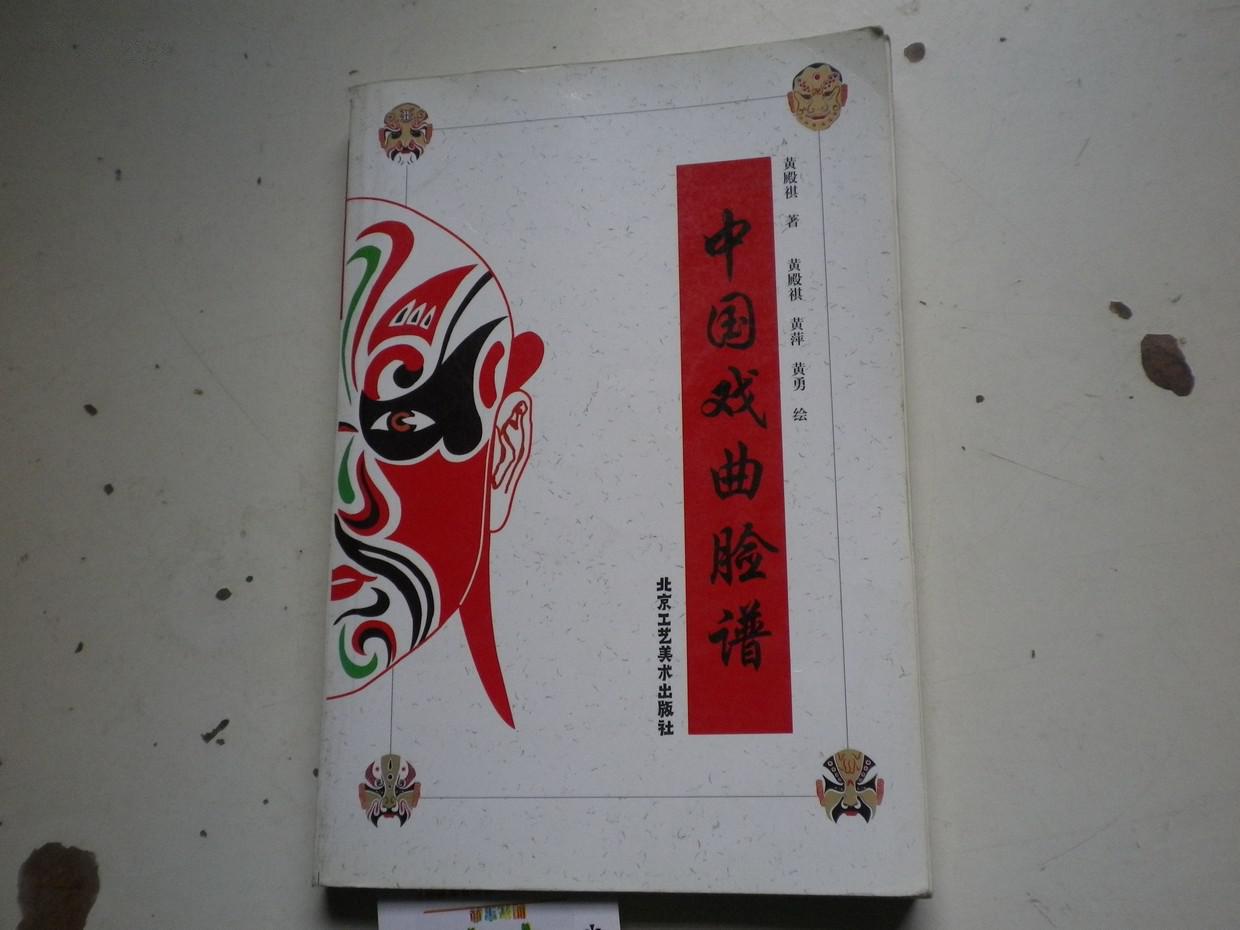 黄殿祺 著 黄殿祺 黄萍 黄勇 绘
中国戏曲脸谱
北京工艺美术出版社